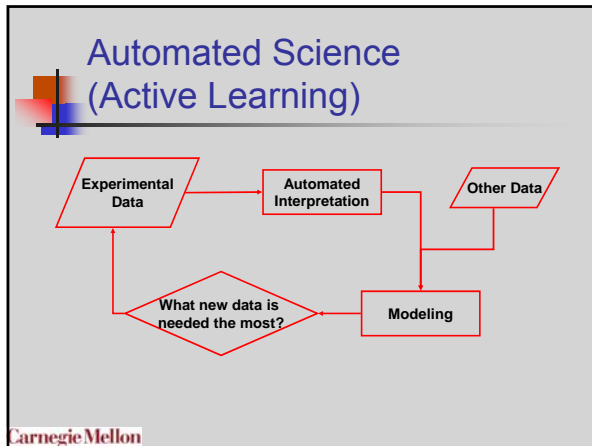 Automated Science
(Active Learning)
Experimental
Data
Automated
Interpretation
Other Data
What new data is
needed the most?
Modeling
Carnegie Mellon